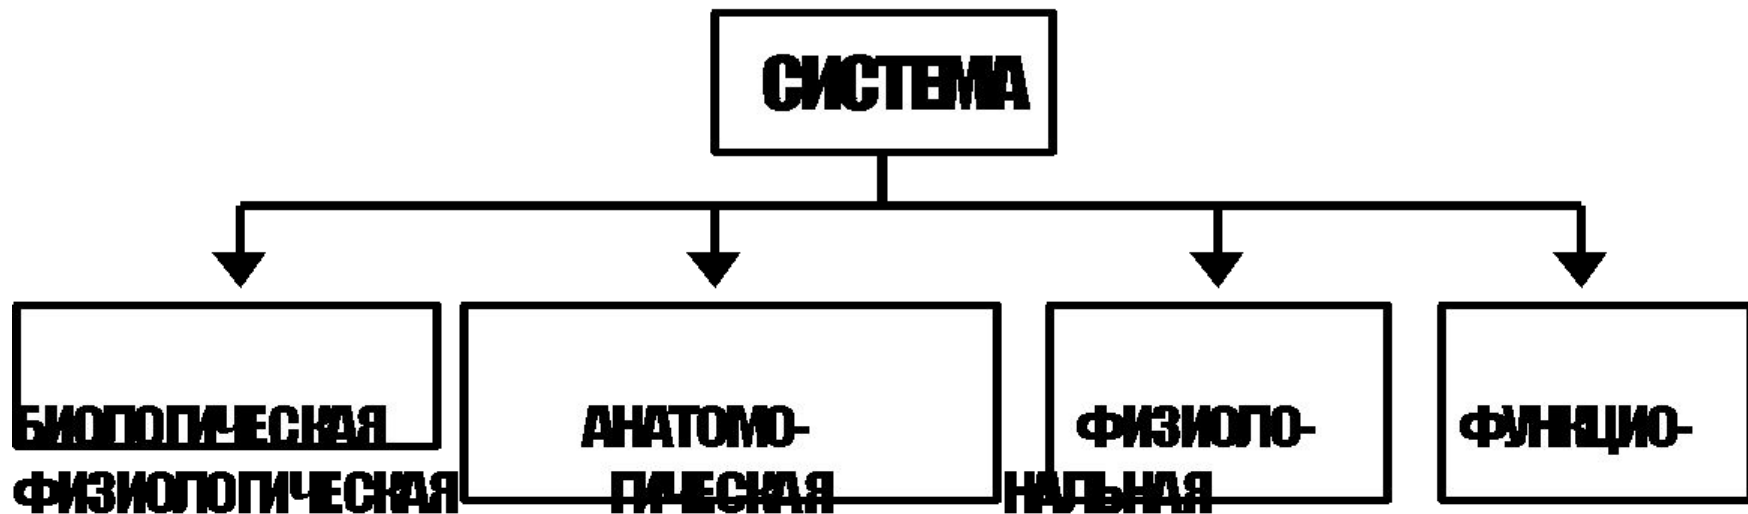 СИСТЕМА
БИОЛОГИЧЕСКАЯ АНАТОМО- ФИЗИОЛО- ФУНКЦИО-
ФИЗИОЛОГИЧЕСКАЯ ГИЧЕСКАЯ НАЛЬНАЯ